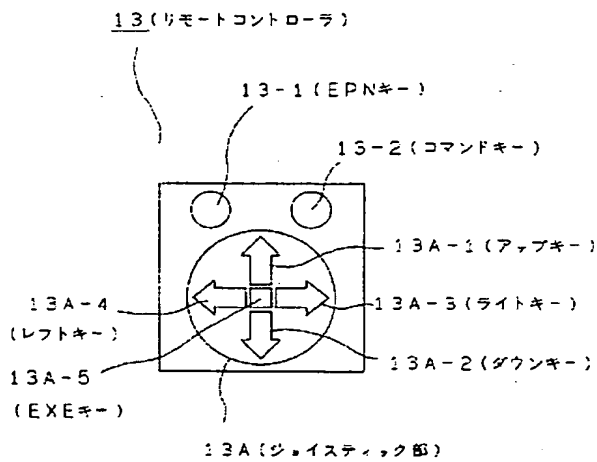 13(リモートコントローラ)
13-1(EPNキー)
13-2(コマンドキー)
13A-1(アップキー)
13A-4
(レフトキー)
13A-3(ライトキー)
13A-5
(EXEキー)
13A-2(ダウンキー)
13A(ジョイスティック部)